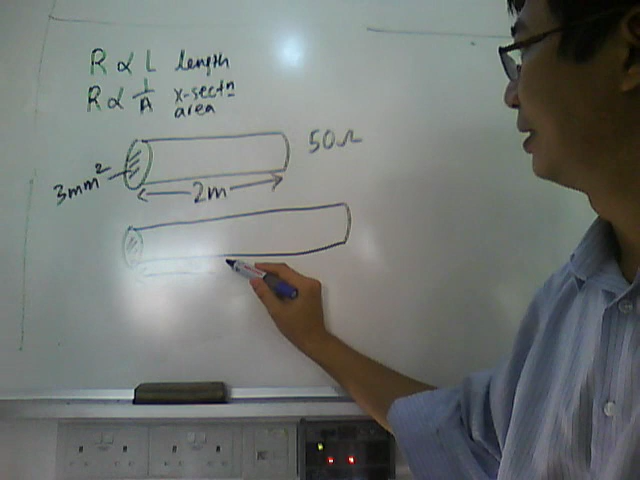 R ∝ L length
R ∝ 1/A x-sectn area
50Ω
3mm²
2m